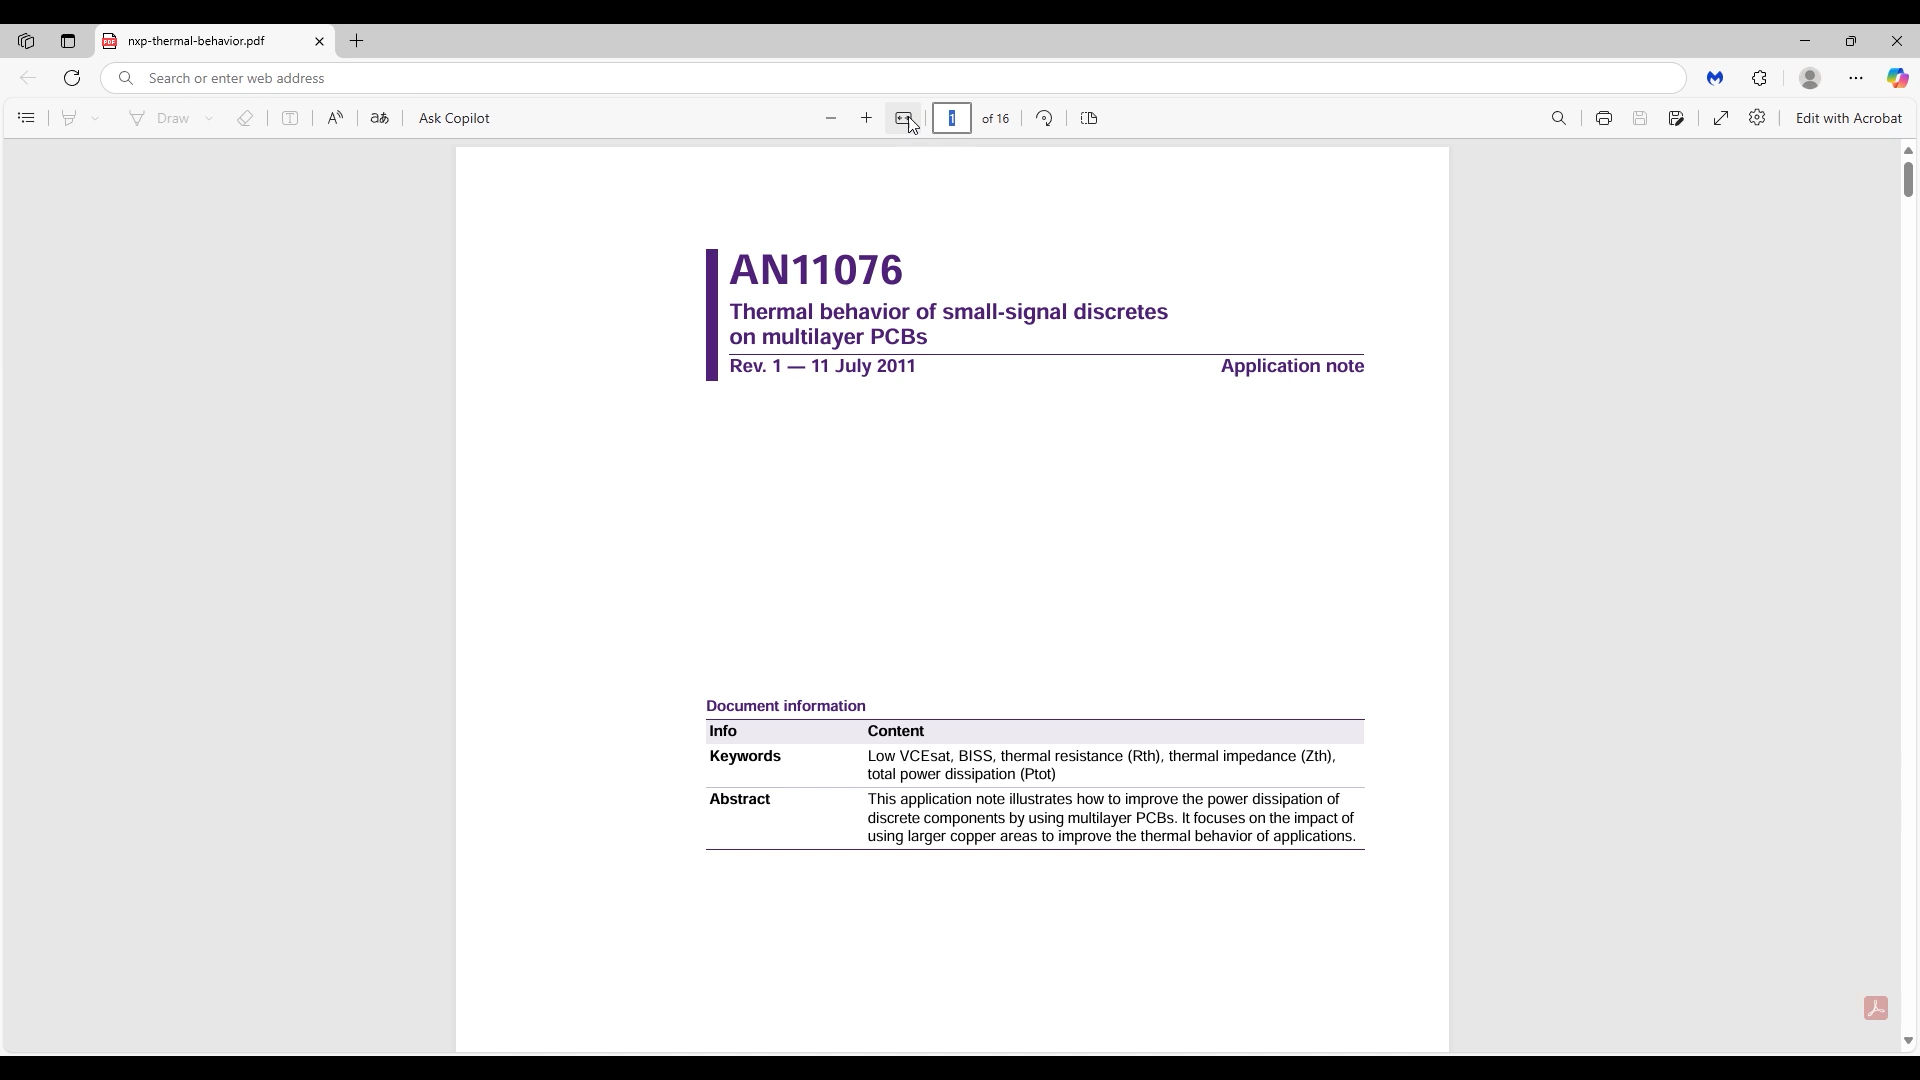 nxp-thermal-behavior.pdf
Search or enter web address
Draw
aあ
Ask Copilot
1 of 16
Edit with Acrobat
AN11076
Thermal behavior of small-signal discretes
on multilayer PCBs
Rev. 1 — 11 July 2011 Application note
Document information
Info Content
Keywords Low VCEsat, BISS, thermal resistance (Rth), thermal impedance (Zth),
total power dissipation (Ptot)
Abstract This application note illustrates how to improve the power dissipation of
discrete components by using multilayer PCBs. It focuses on the impact of
using larger copper areas to improve the thermal behavior of applications.